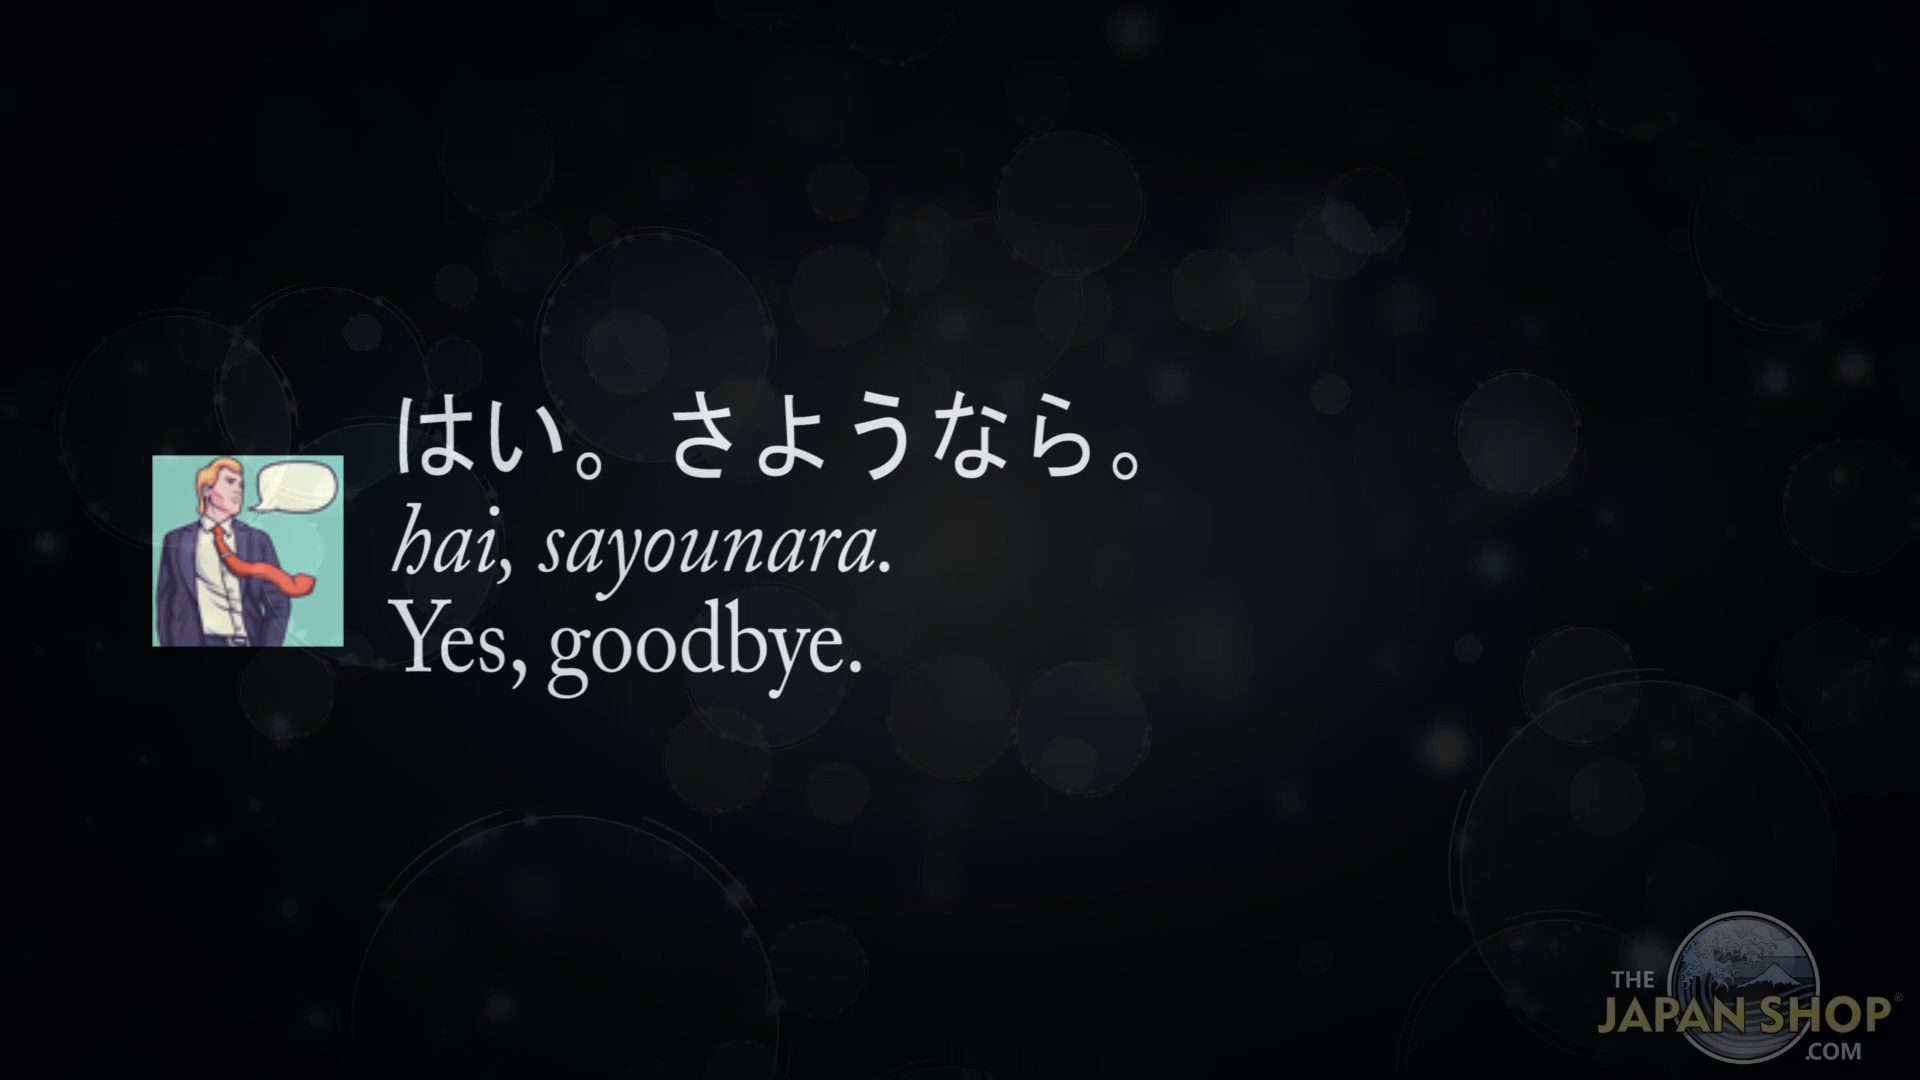 はい。さようなら。
hai, sayounara.
Yes, goodbye.
THE
JAPAN SHOP®
.COM